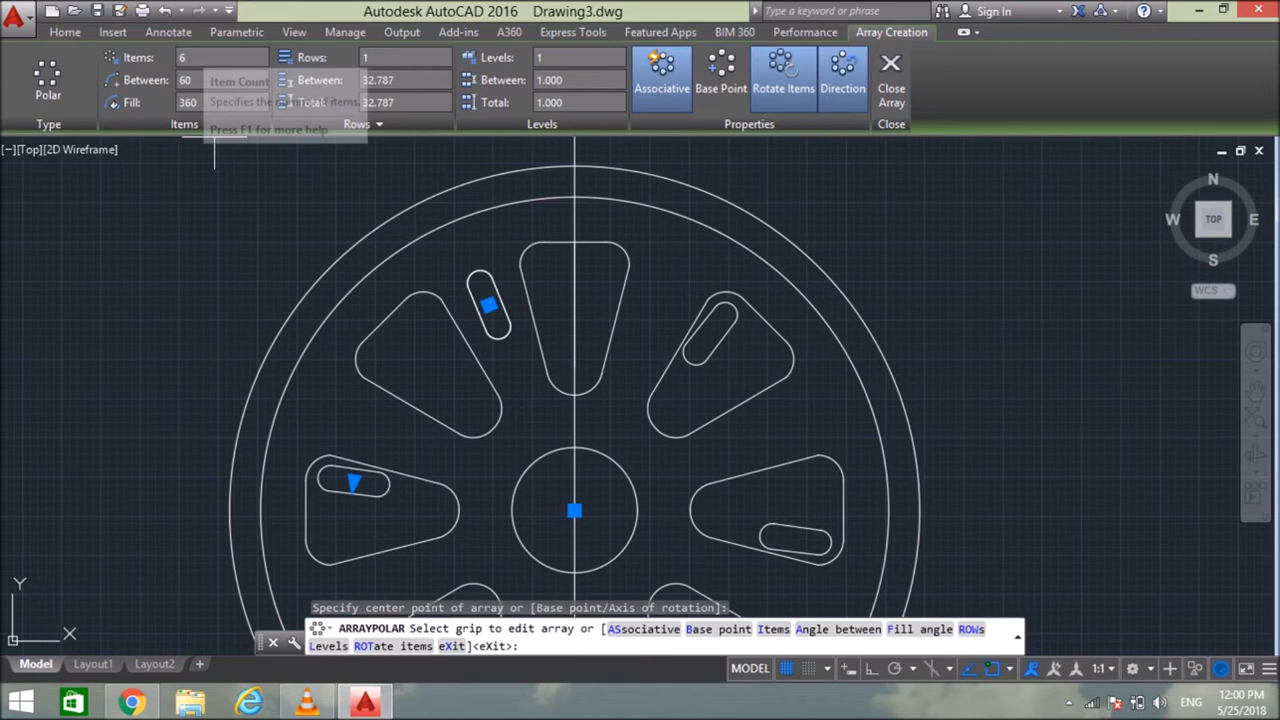 Autodesk AutoCAD 2016 Drawing3.dwg
Type a keyword or phrase
Sign In
Home Insert Annotate Parametric View Manage Output Add-ins A360 Express Tools Featured Apps BIM 360 Performance Array Creation
Items: 6 Rows: 1 Levels: 1
Between: 60 Between: 32.787 Between: 1.000
Fill: 360 Total: 32.787 Total: 1.000
Polar
Associative Base Point Rotate Items Direction Close Array
Type Items Rows Levels Properties Close
Item Count
Specifies the number of items.
Press F1 for more help
[−][Top][2D Wireframe]
N
W TOP E
S
WCS
Y
X
Specify center point of array or [Base point/Axis of rotation]:
ARRAYPOLAR Select grip to edit array or [ASsociative Base point Items Angle between Fill angle ROWs
Levels ROTate items eXit]<eXit>:
Model Layout1 Layout2 +
MODEL 1:1
ENG 12:00 PM
5/25/2018